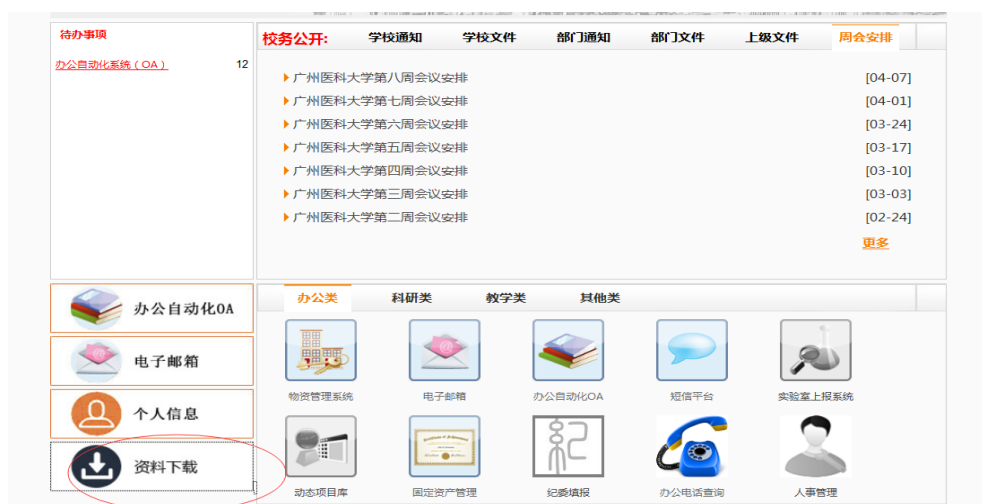 待办事项
办公自动化系统（OA） 12
校务公开: 学校通知 学校文件 部门通知 部门文件 上级文件 周会安排
广州医科大学第八周会议安排 [04-07]
广州医科大学第七周会议安排 [04-01]
广州医科大学第六周会议安排 [03-24]
广州医科大学第五周会议安排 [03-17]
广州医科大学第四周会议安排 [03-10]
广州医科大学第三周会议安排 [03-03]
广州医科大学第二周会议安排 [02-24]
更多
办公自动化OA
电子邮箱
个人信息
资料下载
办公类 科研类 教学类 其他类
物资管理系统 电子邮箱 办公自动化OA 短信平台 实验室上报系统
纪
动态项目库 固定资产管理 纪委填报 办公电话查询 人事管理